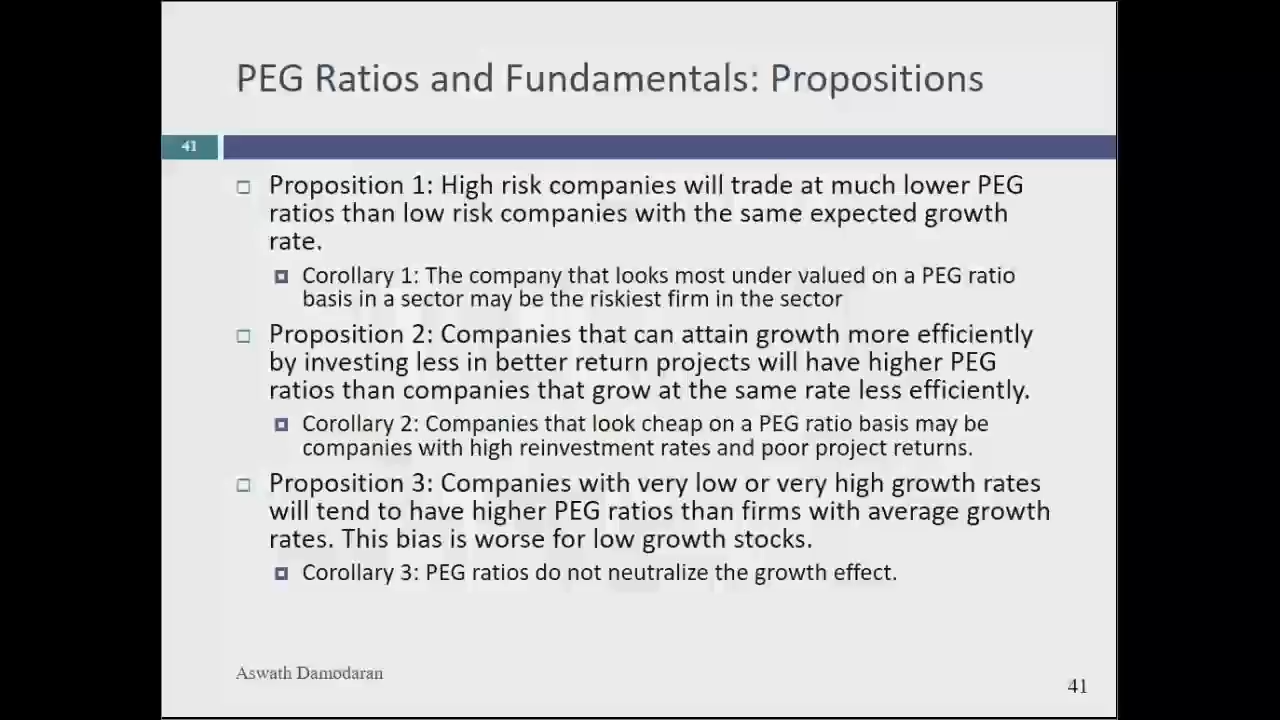 PEG Ratios and Fundamentals: Propositions
41
Proposition 1: High risk companies will trade at much lower PEG
ratios than low risk companies with the same expected growth
rate.
Corollary 1: The company that looks most under valued on a PEG ratio
basis in a sector may be the riskiest firm in the sector
Proposition 2: Companies that can attain growth more efficiently
by investing less in better return projects will have higher PEG
ratios than companies that grow at the same rate less efficiently.
Corollary 2: Companies that look cheap on a PEG ratio basis may be
companies with high reinvestment rates and poor project returns.
Proposition 3: Companies with very low or very high growth rates
will tend to have higher PEG ratios than firms with average growth
rates. This bias is worse for low growth stocks.
Corollary 3: PEG ratios do not neutralize the growth effect.
Aswath Damodaran
41